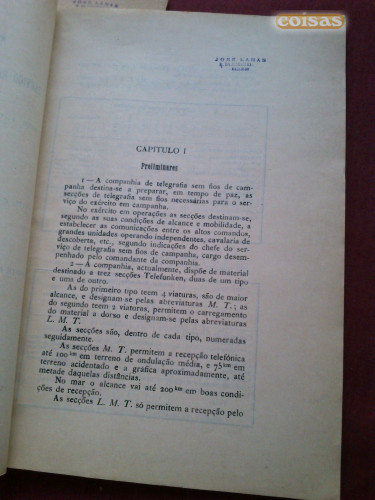 coisas
JOSÉ LAGAR
CAPÍTULO I
Preliminares
1 — A companhia de telegrafia sem fios de cam-
panha destina-se a preparar, em tempo de paz, as
secções de telegrafia sem fios necessárias para o ser-
viço do exército em campanha.
No exército em operações as secções destinam-se,
segundo as suas condições de alcance e mobilidade, a
estabelecer as comunicações entre os altos comandos,
grandes unidades operando independentes, cavalaria de
descoberta, etc., segundo indicações do chefe do ser-
viço de telegrafia sem fios de campanha, cargo desem-
penhado pelo comandante da companhia.
2 — A companhia, actualmente, dispõe de material
destinado a trez secções Telefunken, duas de um tipo
e uma de outro.
As do primeiro tipo teem 4 viaturas, são de maior
alcance, e designam-se pelas abreviaturas M. T.; as
do segundo teem 2 viaturas, permitem o carregamento
do material a dorso e designam-se pelas abreviaturas
L. M. T.
As secções são, dentro de cada tipo, numeradas
seguidamente.
As secções M. T. permitem a recepção telefónica
até 100 km em terreno de ondulação média, e 75 km em
terreno acidentado e a gráfica aproximadamente, até
metade daquelas distâncias.
No mar o alcance vai até 200 km em boas condi-
ções de recepção.
As secções L. M. T. só permitem a recepção pelo